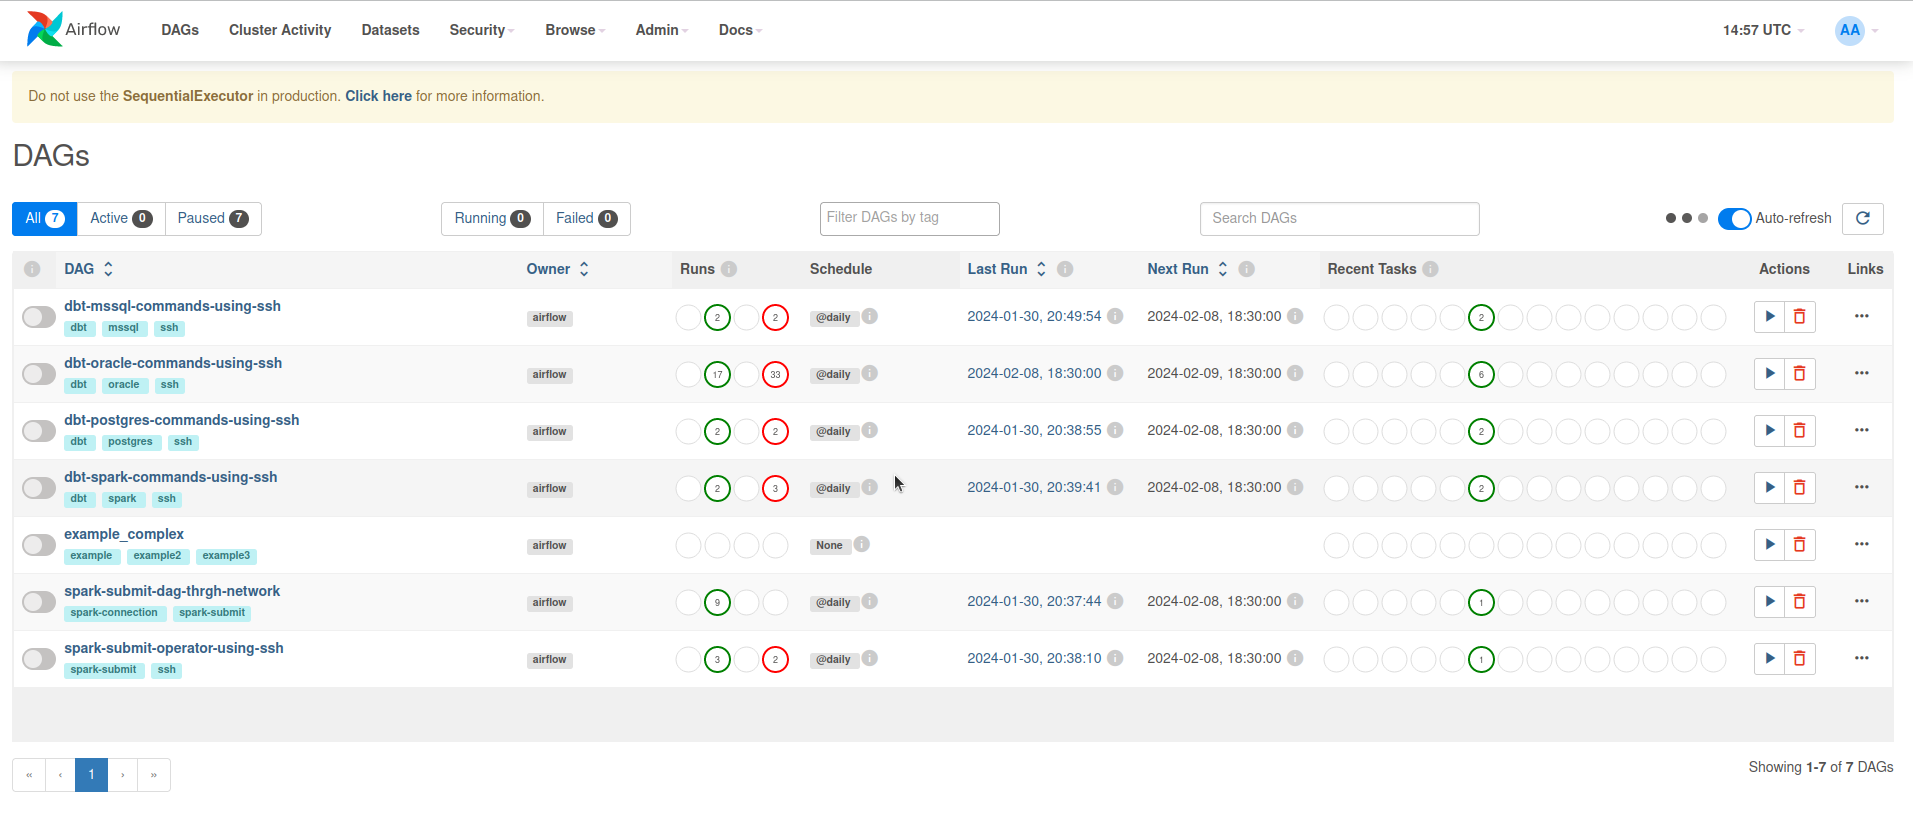 Airflow DAGs Cluster Activity Datasets Security Browse Admin Docs 14:57 UTC AA
Do not use the SequentialExecutor in production. Click here for more information.
DAGs
All 7 Active 0 Paused 7 Running 0 Failed 0 Filter DAGs by tag Search DAGs Auto-refresh
DAG Owner Runs Schedule Last Run Next Run Recent Tasks Actions Links
dbt-mssql-commands-using-ssh
dbt mssql ssh airflow 2 2 @daily 2024-01-30, 20:49:54 2024-02-08, 18:30:00 2
dbt-oracle-commands-using-ssh
dbt oracle ssh airflow 17 33 @daily 2024-02-08, 18:30:00 2024-02-09, 18:30:00 6
dbt-postgres-commands-using-ssh
dbt postgres ssh airflow 2 2 @daily 2024-01-30, 20:38:55 2024-02-08, 18:30:00 2
dbt-spark-commands-using-ssh
dbt spark ssh airflow 2 3 @daily 2024-01-30, 20:39:41 2024-02-08, 18:30:00 2
example_complex
example example2 example3 airflow None
spark-submit-dag-thrgh-network
spark-connection spark-submit airflow 9 @daily 2024-01-30, 20:37:44 2024-02-08, 18:30:00 1
spark-submit-operator-using-ssh
spark-submit ssh airflow 3 2 @daily 2024-01-30, 20:38:10 2024-02-08, 18:30:00 1
« ‹ 1 › » Showing 1-7 of 7 DAGs